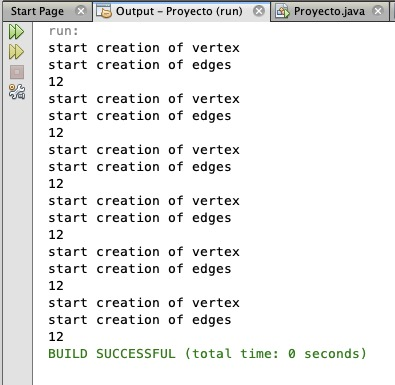 Start Page Output – Proyecto (run) Proyecto.java
run:
start creation of vertex
start creation of edges
12
start creation of vertex
start creation of edges
12
start creation of vertex
start creation of edges
12
start creation of vertex
start creation of edges
12
start creation of vertex
start creation of edges
12
start creation of vertex
start creation of edges
12
BUILD SUCCESSFUL (total time: 0 seconds)